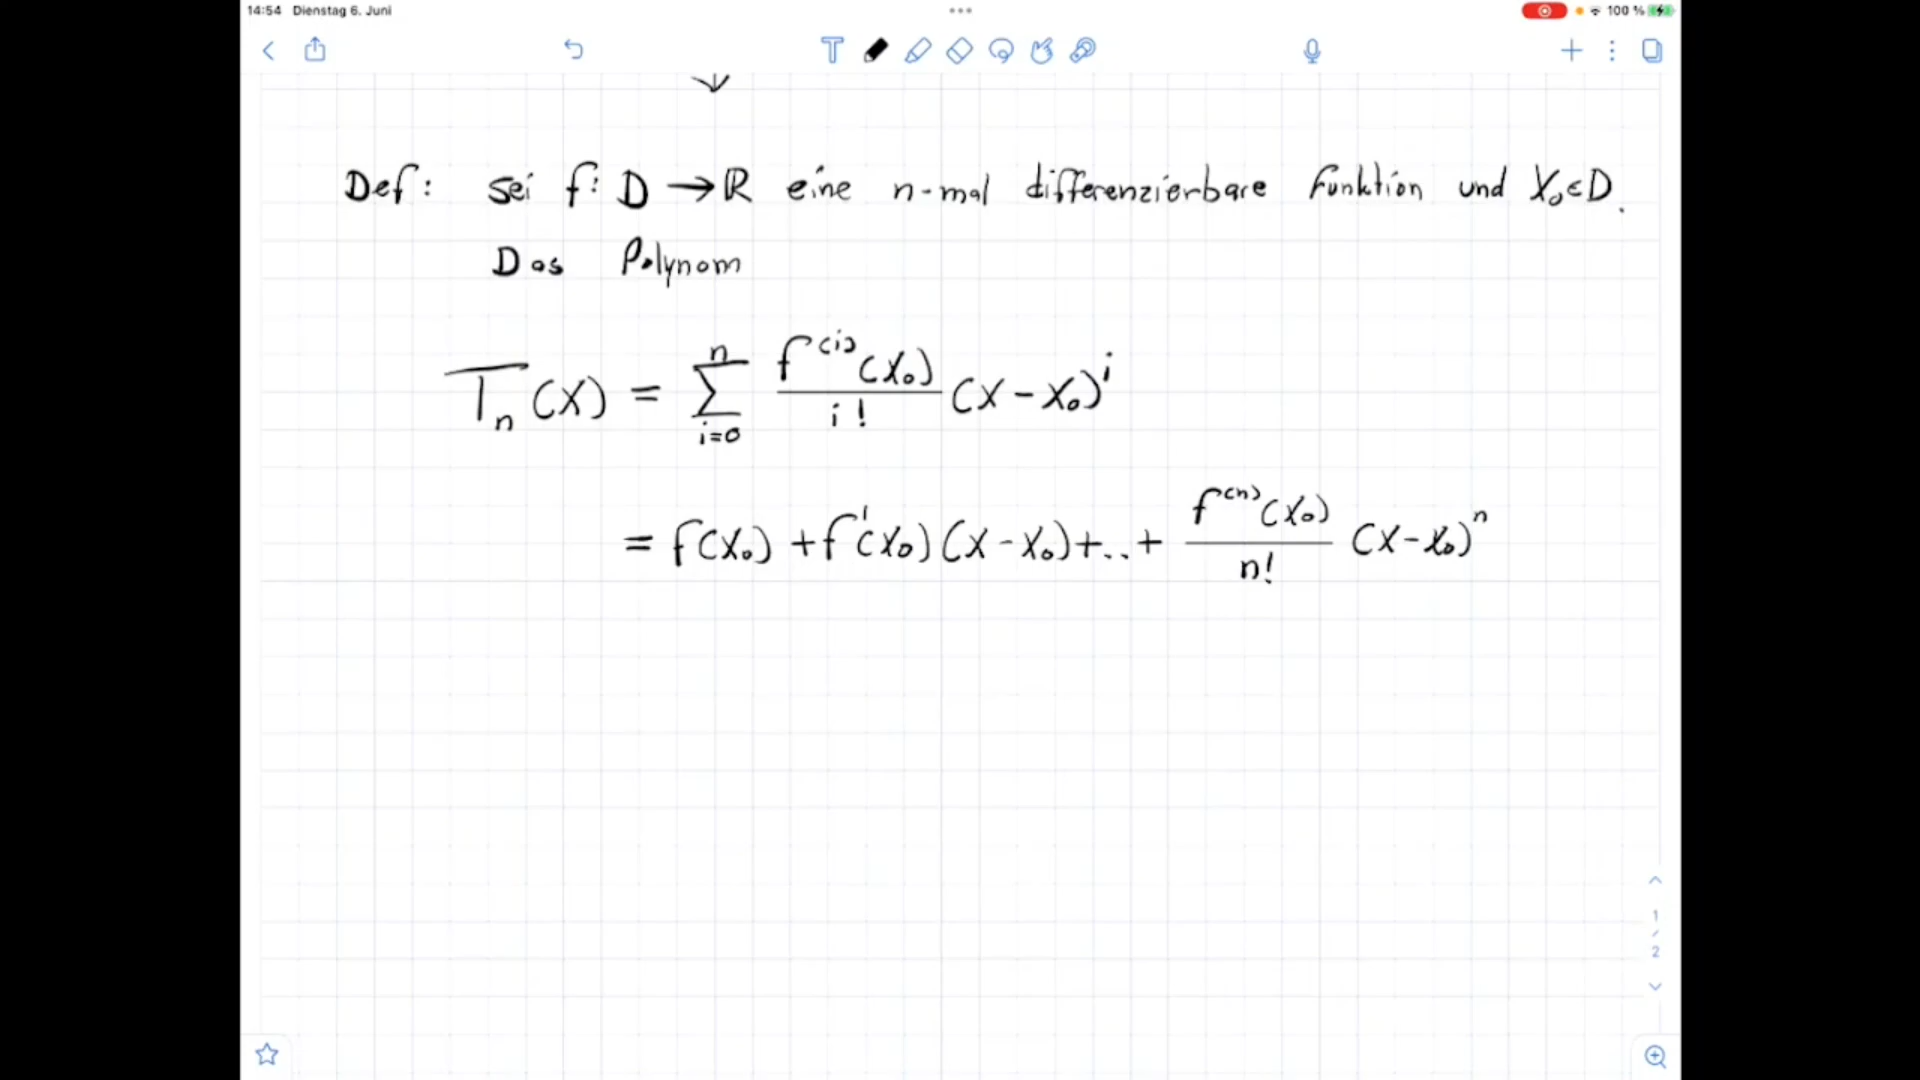 14:54 Dienstag 6. Juni
100 %
Def: sei f: D → ℝ eine n-mal differenzierbare Funktion und X₀ ∈ D.
Das Polynom
Tₙ(X) = ∑ᵢ₌₀ⁿ f⁽ⁱ⁾(X₀)/i! (X - X₀)ⁱ
= f(X₀) + f'(X₀)(X - X₀) + .. + f⁽ⁿ⁾(X₀)/n! (X - X₀)ⁿ
1
/
2